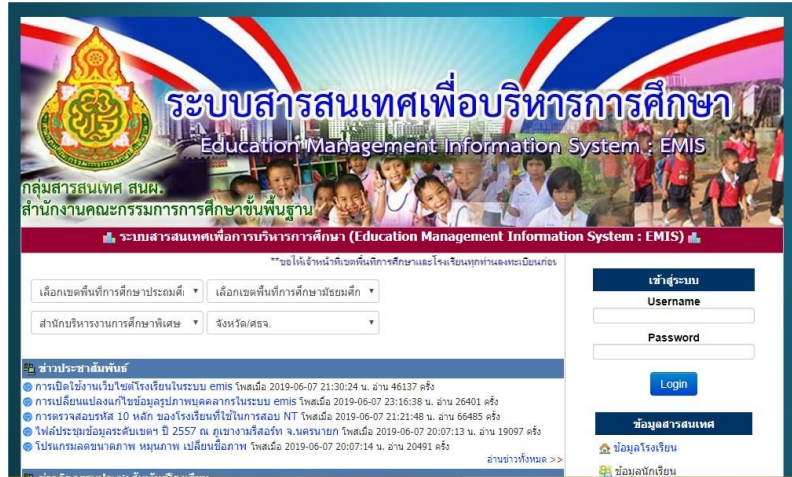 ระบบสารสนเทศเพื่อบริหารการศึกษา
Education Management Information System : EMIS
กลุ่มสารสนเทศ สนผ.
สำนักงานคณะกรรมการการศึกษาขั้นพื้นฐาน
ระบบสารสนเทศเพื่อการบริหารการศึกษา (Education Management Information System : EMIS)
**ขอให้เจ้าหน้าที่เขตพื้นที่การศึกษาและโรงเรียนทุกท่านลงทะเบียนก่อน
เลือกเขตพื้นที่การศึกษาประถมศึ
เลือกเขตพื้นที่การศึกษามัธยมศึก
สำนักบริหารงานการศึกษาพิเศษ
จังหวัด/ศธจ.
ข่าวประชาสัมพันธ์
การเปิดใช้งานเว็บไซต์โรงเรียนในระบบ emis โพสเมื่อ 2019-06-07 21:30:24 น. อ่าน 46137 ครั้ง
การเปลี่ยนแปลงแก้ไขข้อมูลรูปภาพบุคคลากรในระบบ emis โพสเมื่อ 2019-06-07 23:16:38 น. อ่าน 26401 ครั้ง
การตรวจสอบรหัส 10 หลัก ของโรงเรียนที่ใช้ในการสอบ NT โพสเมื่อ 2019-06-07 21:21:48 น. อ่าน 66485 ครั้ง
ไฟล์ประชุมข้อมูลระดับเขตฯ ปี 2557 ณ ภูเขางามรีสอร์ท จ.นครนายก โพสเมื่อ 2019-06-07 20:07:13 น. อ่าน 19097 ครั้ง
โปรแกรมลดขนาดภาพ หมุนภาพ เปลี่ยนชื่อภาพ โพสเมื่อ 2019-06-07 20:07:14 น. อ่าน 20491 ครั้ง
อ่านข่าวทั้งหมด >>
เข้าสู่ระบบ
Username
Password
Login
ข้อมูลสารสนเทศ
ข้อมูลโรงเรียน
ข้อมูลนักเรียน